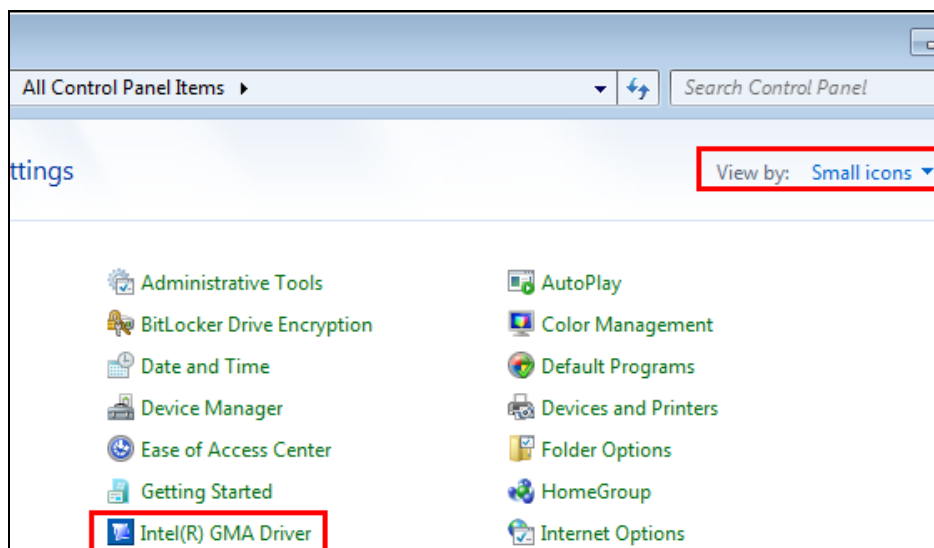 All Control Panel Items
Search Control Panel
ttings
View by: Small icons
Administrative Tools
AutoPlay
BitLocker Drive Encryption
Color Management
Date and Time
Default Programs
Device Manager
Devices and Printers
Ease of Access Center
Folder Options
Getting Started
HomeGroup
Intel(R) GMA Driver
Internet Options